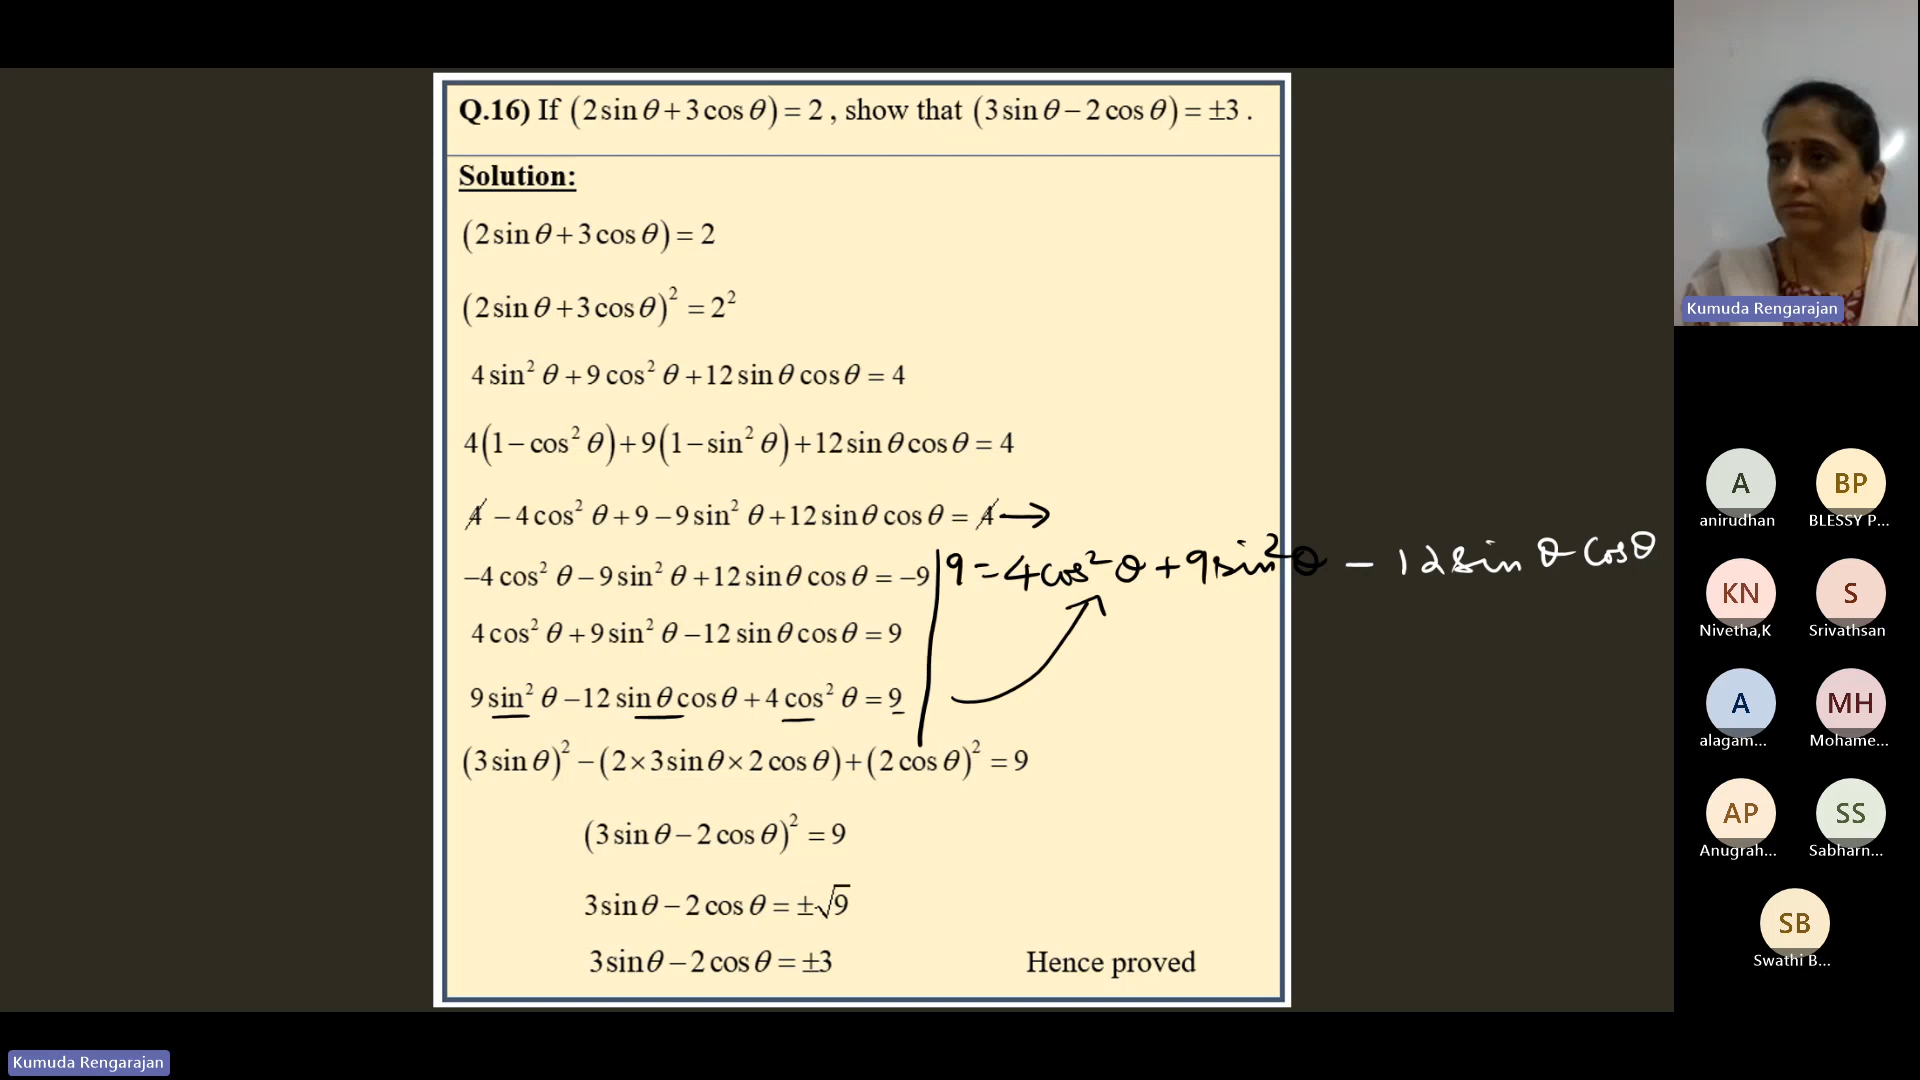 Q.16) If (2 sin θ + 3 cos θ) = 2, show that (3 sin θ − 2 cos θ) = ±3.
Solution:
(2 sin θ + 3 cos θ) = 2
(2 sin θ + 3 cos θ)² = 2²
4 sin² θ + 9 cos² θ + 12 sin θ cos θ = 4
4(1 − cos² θ) + 9(1 − sin² θ) + 12 sin θ cos θ = 4
4 − 4 cos² θ + 9 − 9 sin² θ + 12 sin θ cos θ = 4 →
−4 cos² θ − 9 sin² θ + 12 sin θ cos θ = −9
9 = 4 cos² θ + 9 sin² θ − 12 sin θ cos θ
4 cos² θ + 9 sin² θ − 12 sin θ cos θ = 9
9 sin² θ − 12 sin θ cos θ + 4 cos² θ = 9
(3 sin θ)² − (2 × 3 sin θ × 2 cos θ) + (2 cos θ)² = 9
(3 sin θ − 2 cos θ)² = 9
3 sin θ − 2 cos θ = ±√9
3 sin θ − 2 cos θ = ±3 Hence proved
Kumuda Rengarajan
A BP
anirudhan BLESSY P...
KN S
Nivetha,K Srivathsan
A MH
alagam... Mohame...
AP SS
Anugrah... Sabharn...
SB
Swathi B...
Kumuda Rengarajan